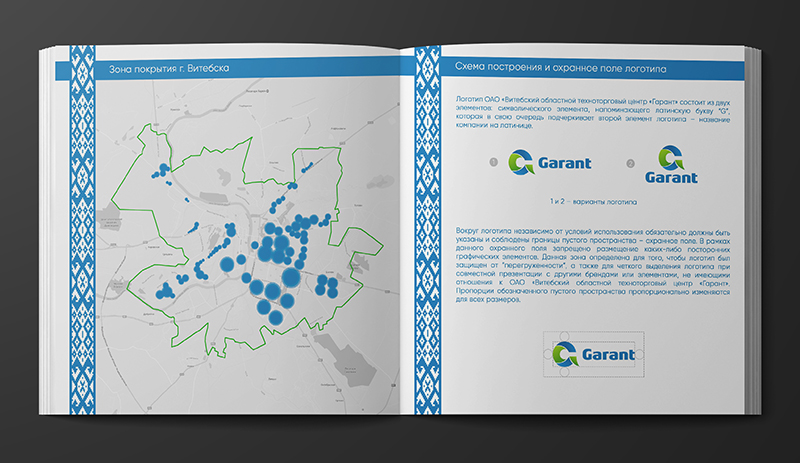 Зона покрытия г. Витебска
Схема построения и охранное поле логотипа
Логотип ОАО «Витебский областной техноторговый центр «Гарант» состоит из двух
элементов: символического элемента, напоминающего латинскую букву "G",
которая в свою очередь подчеркивает второй элемент логотипа – название
компании на латинице.
1
Garant
2
Garant
1 и 2 – варианты логотипа
Вокруг логотипа независимо от условий использования обязательно должны быть
указаны и соблюдены границы пустого пространства – охранное поле. В рамках
данного охранного поля запрещено размещение каких-либо посторонних
графических элементов. Данная зона определена для того, чтобы логотип был
защищен от "перегруженности", а также для четкого выделения логотипа при
совместной презентации с другими брендами или элементами, не имеющими
отношения к ОАО «Витебский областной техноторговый центр «Гарант».
Пропорции обозначенного пустого пространства пропорционально изменяются
для всех размеров.
Garant